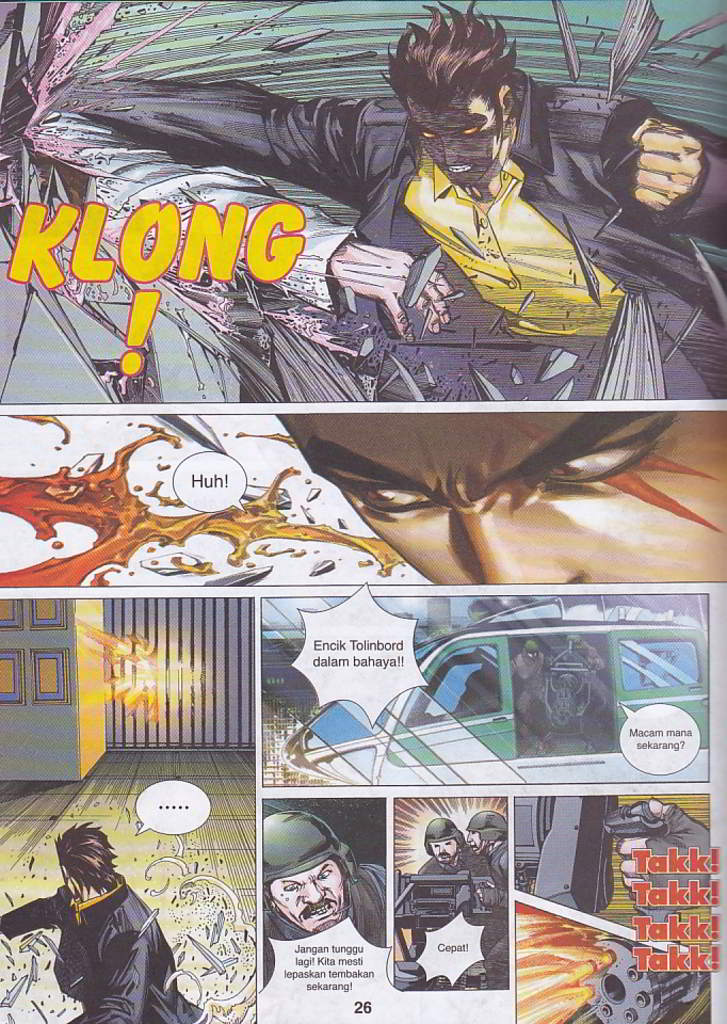 KLONG
!
Huh!
Encik Tolinbord
dalam bahaya!!
Macam mana
sekarang?
.....
Jangan tunggu
lagi! Kita mesti
lepaskan tembakan
sekarang!
Cepat!
Takk!
Takk!
Takk!
Takk!
26